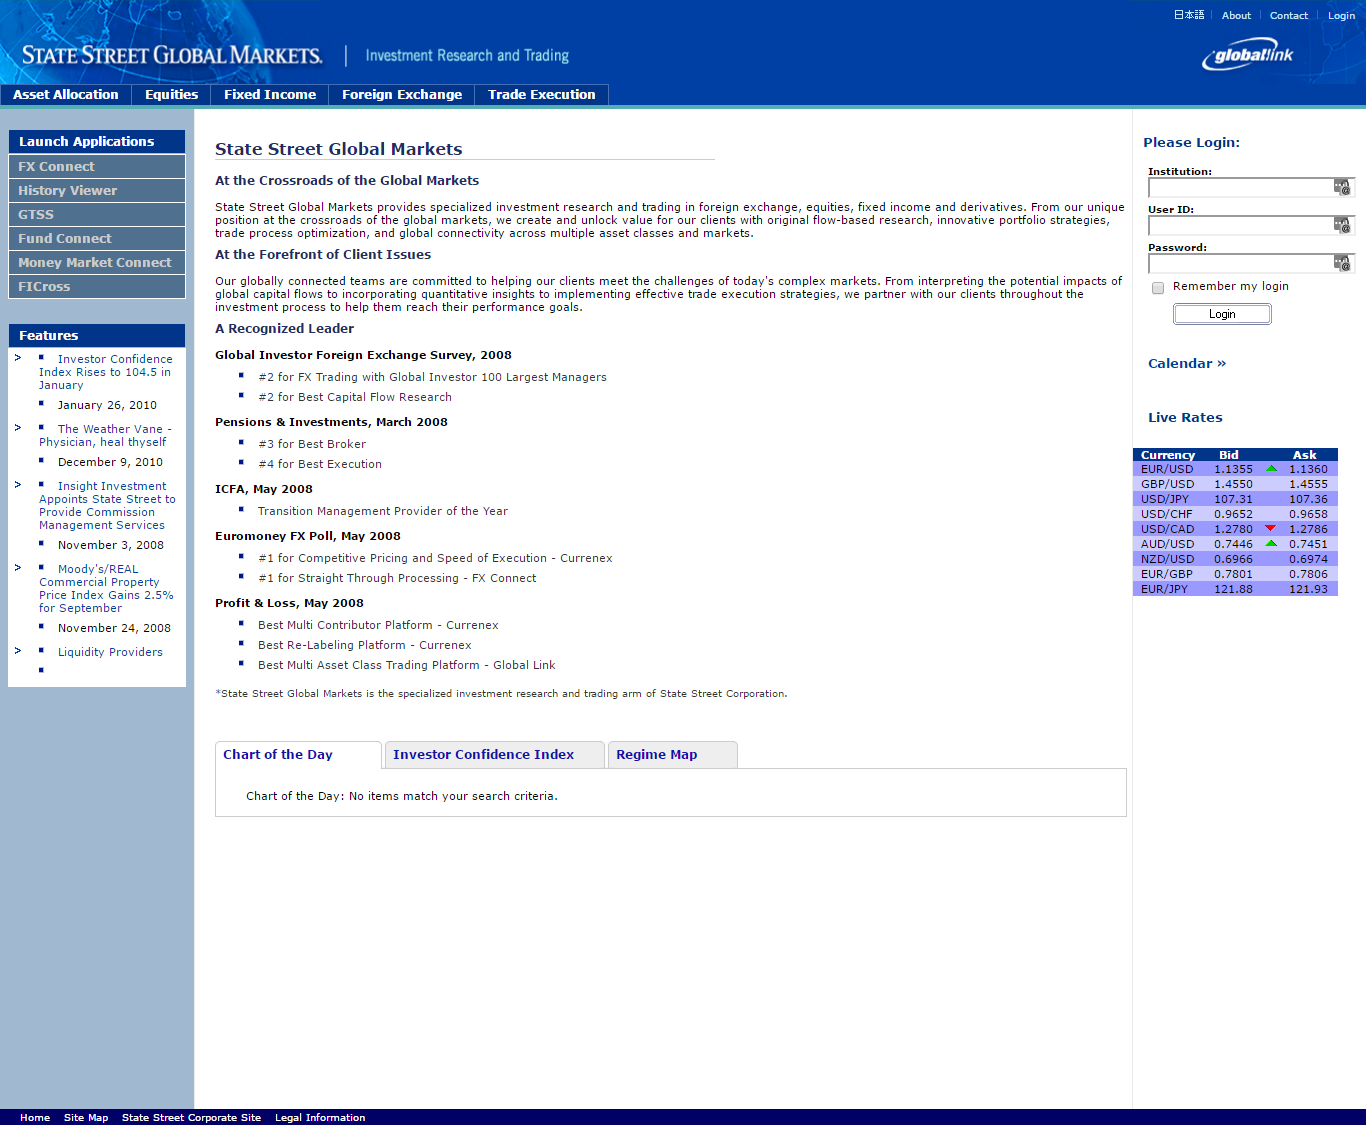 日本語 About Contact Login
STATE STREET GLOBAL MARKETS. Investment Research and Trading
globallink
Asset Allocation Equities Fixed Income Foreign Exchange Trade Execution
Launch Applications
FX Connect
History Viewer
GTSS
Fund Connect
Money Market Connect
FICross
Features
> Investor Confidence
Index Rises to 104.5 in
January
January 26, 2010
> The Weather Vane -
Physician, heal thyself
December 9, 2010
> Insight Investment
Appoints State Street to
Provide Commission
Management Services
November 3, 2008
> Moody's/REAL
Commercial Property
Price Index Gains 2.5%
for September
November 24, 2008
> Liquidity Providers
State Street Global Markets
At the Crossroads of the Global Markets
State Street Global Markets provides specialized investment research and trading in foreign exchange, equities, fixed income and derivatives. From our unique
position at the crossroads of the global markets, we create and unlock value for our clients with original flow-based research, innovative portfolio strategies,
trade process optimization, and global connectivity across multiple asset classes and markets.
At the Forefront of Client Issues
Our globally connected teams are committed to helping our clients meet the challenges of today's complex markets. From interpreting the potential impacts of
global capital flows to incorporating quantitative insights to implementing effective trade execution strategies, we partner with our clients throughout the
investment process to help them reach their performance goals.
A Recognized Leader
Global Investor Foreign Exchange Survey, 2008
#2 for FX Trading with Global Investor 100 Largest Managers
#2 for Best Capital Flow Research
Pensions & Investments, March 2008
#3 for Best Broker
#4 for Best Execution
ICFA, May 2008
Transition Management Provider of the Year
Euromoney FX Poll, May 2008
#1 for Competitive Pricing and Speed of Execution - Currenex
#1 for Straight Through Processing - FX Connect
Profit & Loss, May 2008
Best Multi Contributor Platform - Currenex
Best Re-Labeling Platform - Currenex
Best Multi Asset Class Trading Platform - Global Link
*State Street Global Markets is the specialized investment research and trading arm of State Street Corporation.
Chart of the Day Investor Confidence Index Regime Map
Chart of the Day: No items match your search criteria.
Please Login:
Institution:
User ID:
Password:
Remember my login
Login
Calendar »
Live Rates
Currency Bid Ask
EUR/USD 1.1355 1.1360
GBP/USD 1.4550 1.4555
USD/JPY 107.31 107.36
USD/CHF 0.9652 0.9658
USD/CAD 1.2780 1.2786
AUD/USD 0.7446 0.7451
NZD/USD 0.6966 0.6974
EUR/GBP 0.7801 0.7806
EUR/JPY 121.88 121.93
Home Site Map State Street Corporate Site Legal Information